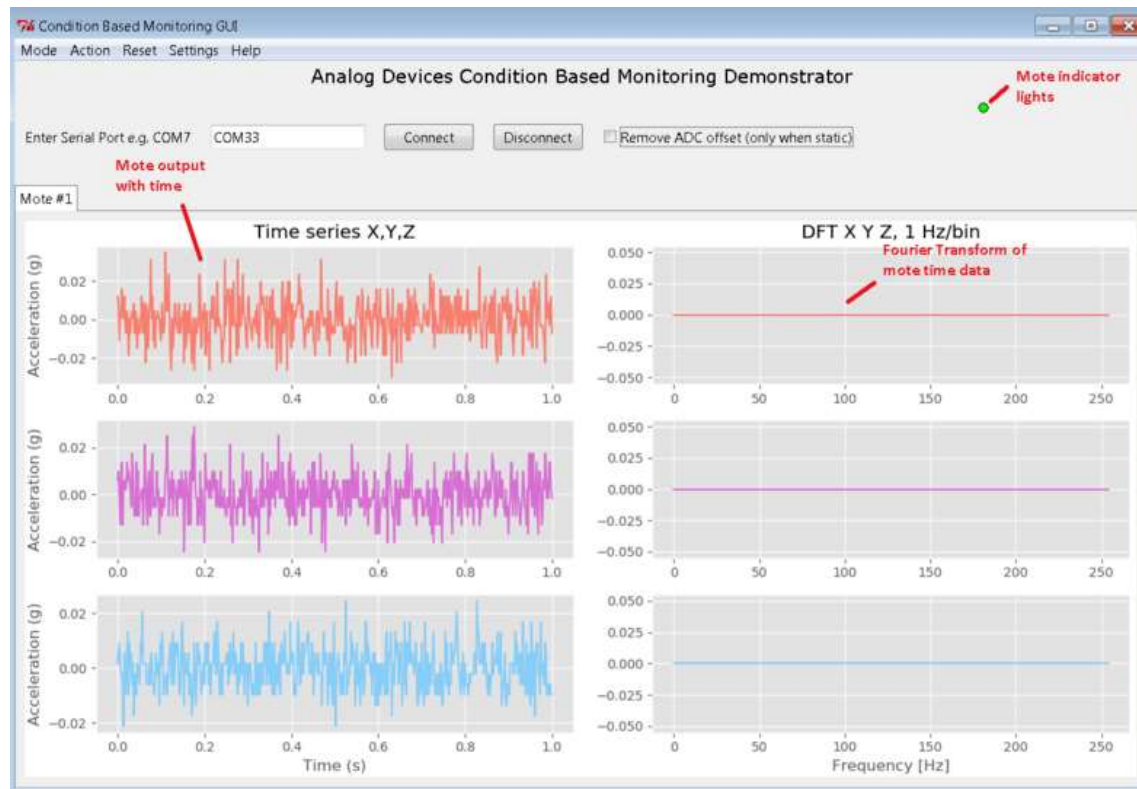 Condition Based Monitoring GUI
Mode Action Reset Settings Help
Analog Devices Condition Based Monitoring Demonstrator
Mote indicator
lights
Enter Serial Port e.g. COM7 COM33 Connect Disconnect Remove ADC offset (only when static)
Mote output
with time
Mote #1
Time series X,Y,Z
DFT X Y Z, 1 Hz/bin
Fourier Transform of
mote time data
Acceleration (g)
0.02
0.00
−0.02
0.0 0.2 0.4 0.6 0.8 1.0
0.050
0.025
0.000
−0.025
−0.050
0 50 100 150 200 250
Acceleration (g)
0.02
0.00
−0.02
0.0 0.2 0.4 0.6 0.8 1.0
0.050
0.025
0.000
−0.025
−0.050
0 50 100 150 200 250
Acceleration (g)
0.02
0.00
−0.02
0.0 0.2 0.4 0.6 0.8 1.0
Time (s)
0.050
0.025
0.000
−0.025
−0.050
0 50 100 150 200 250
Frequency [Hz]